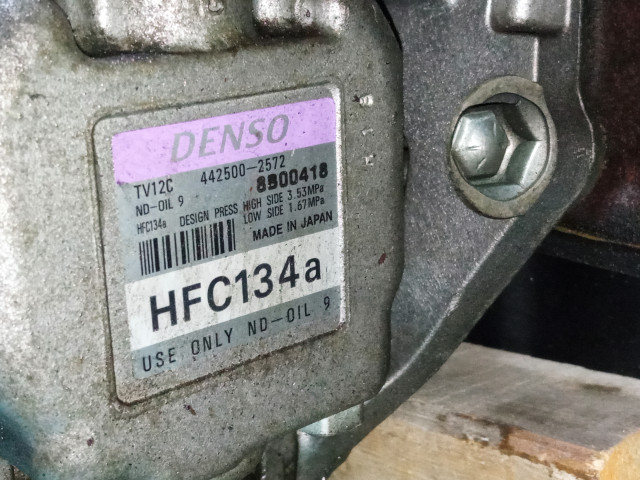 DENSO
TV12C 442500-2572
ND-OIL 9 8500418
HFC134a DESIGN PRESS HIGH SIDE 3.53MPa
LOW SIDE 1.67MPa
MADE IN JAPAN
HFC134a
USE ONLY ND-OIL 9